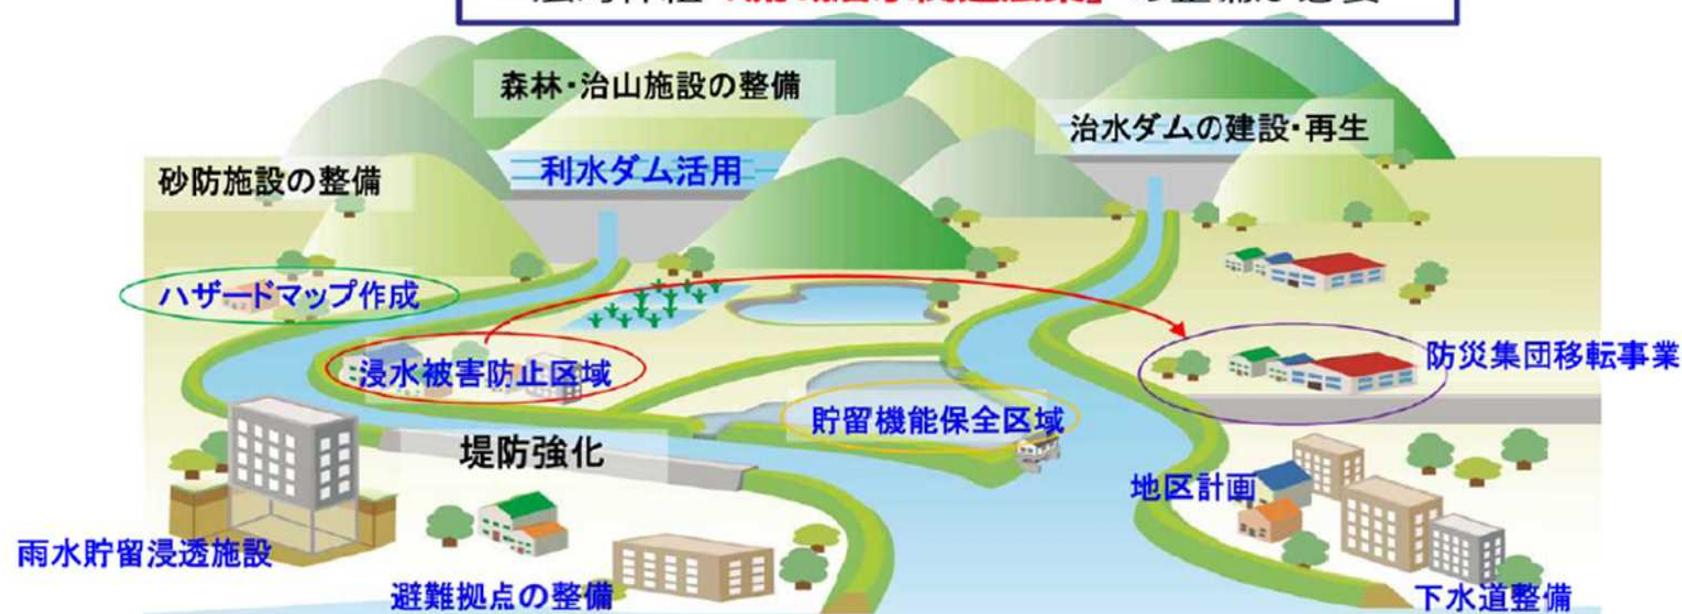 森林・治山施設の整備
治水ダムの建設・再生
利水ダム活用
砂防施設の整備
ハザードマップ作成
浸水被害防止区域
防災集団移転事業
貯留機能保全区域
堤防強化
地区計画
雨水貯留浸透施設
避難拠点の整備
下水道整備